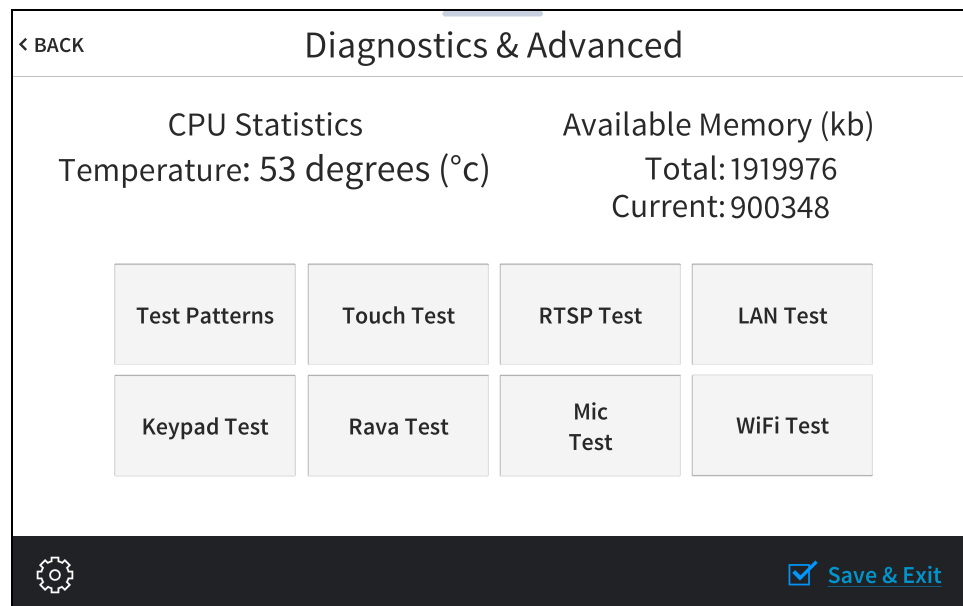 < BACK
Diagnostics & Advanced
CPU Statistics
Temperature: 53 degrees (°c)
Available Memory (kb)
Total: 1919976
Current: 900348
Test Patterns
Touch Test
RTSP Test
LAN Test
Keypad Test
Rava Test
Mic
Test
WiFi Test
Save & Exit